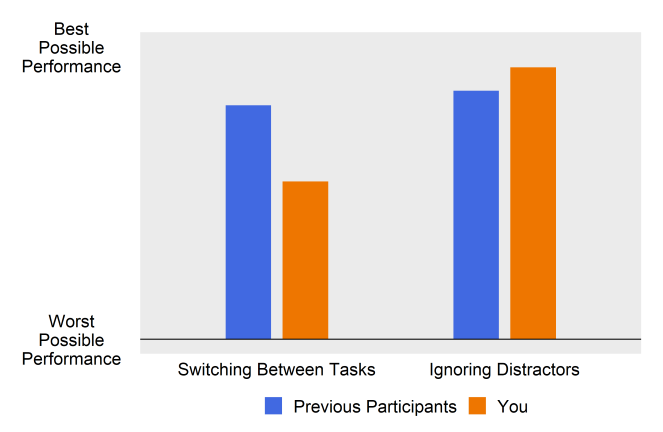 Best
Possible
Performance
Worst
Possible
Performance
Switching Between Tasks
Ignoring Distractors
Previous Participants
You